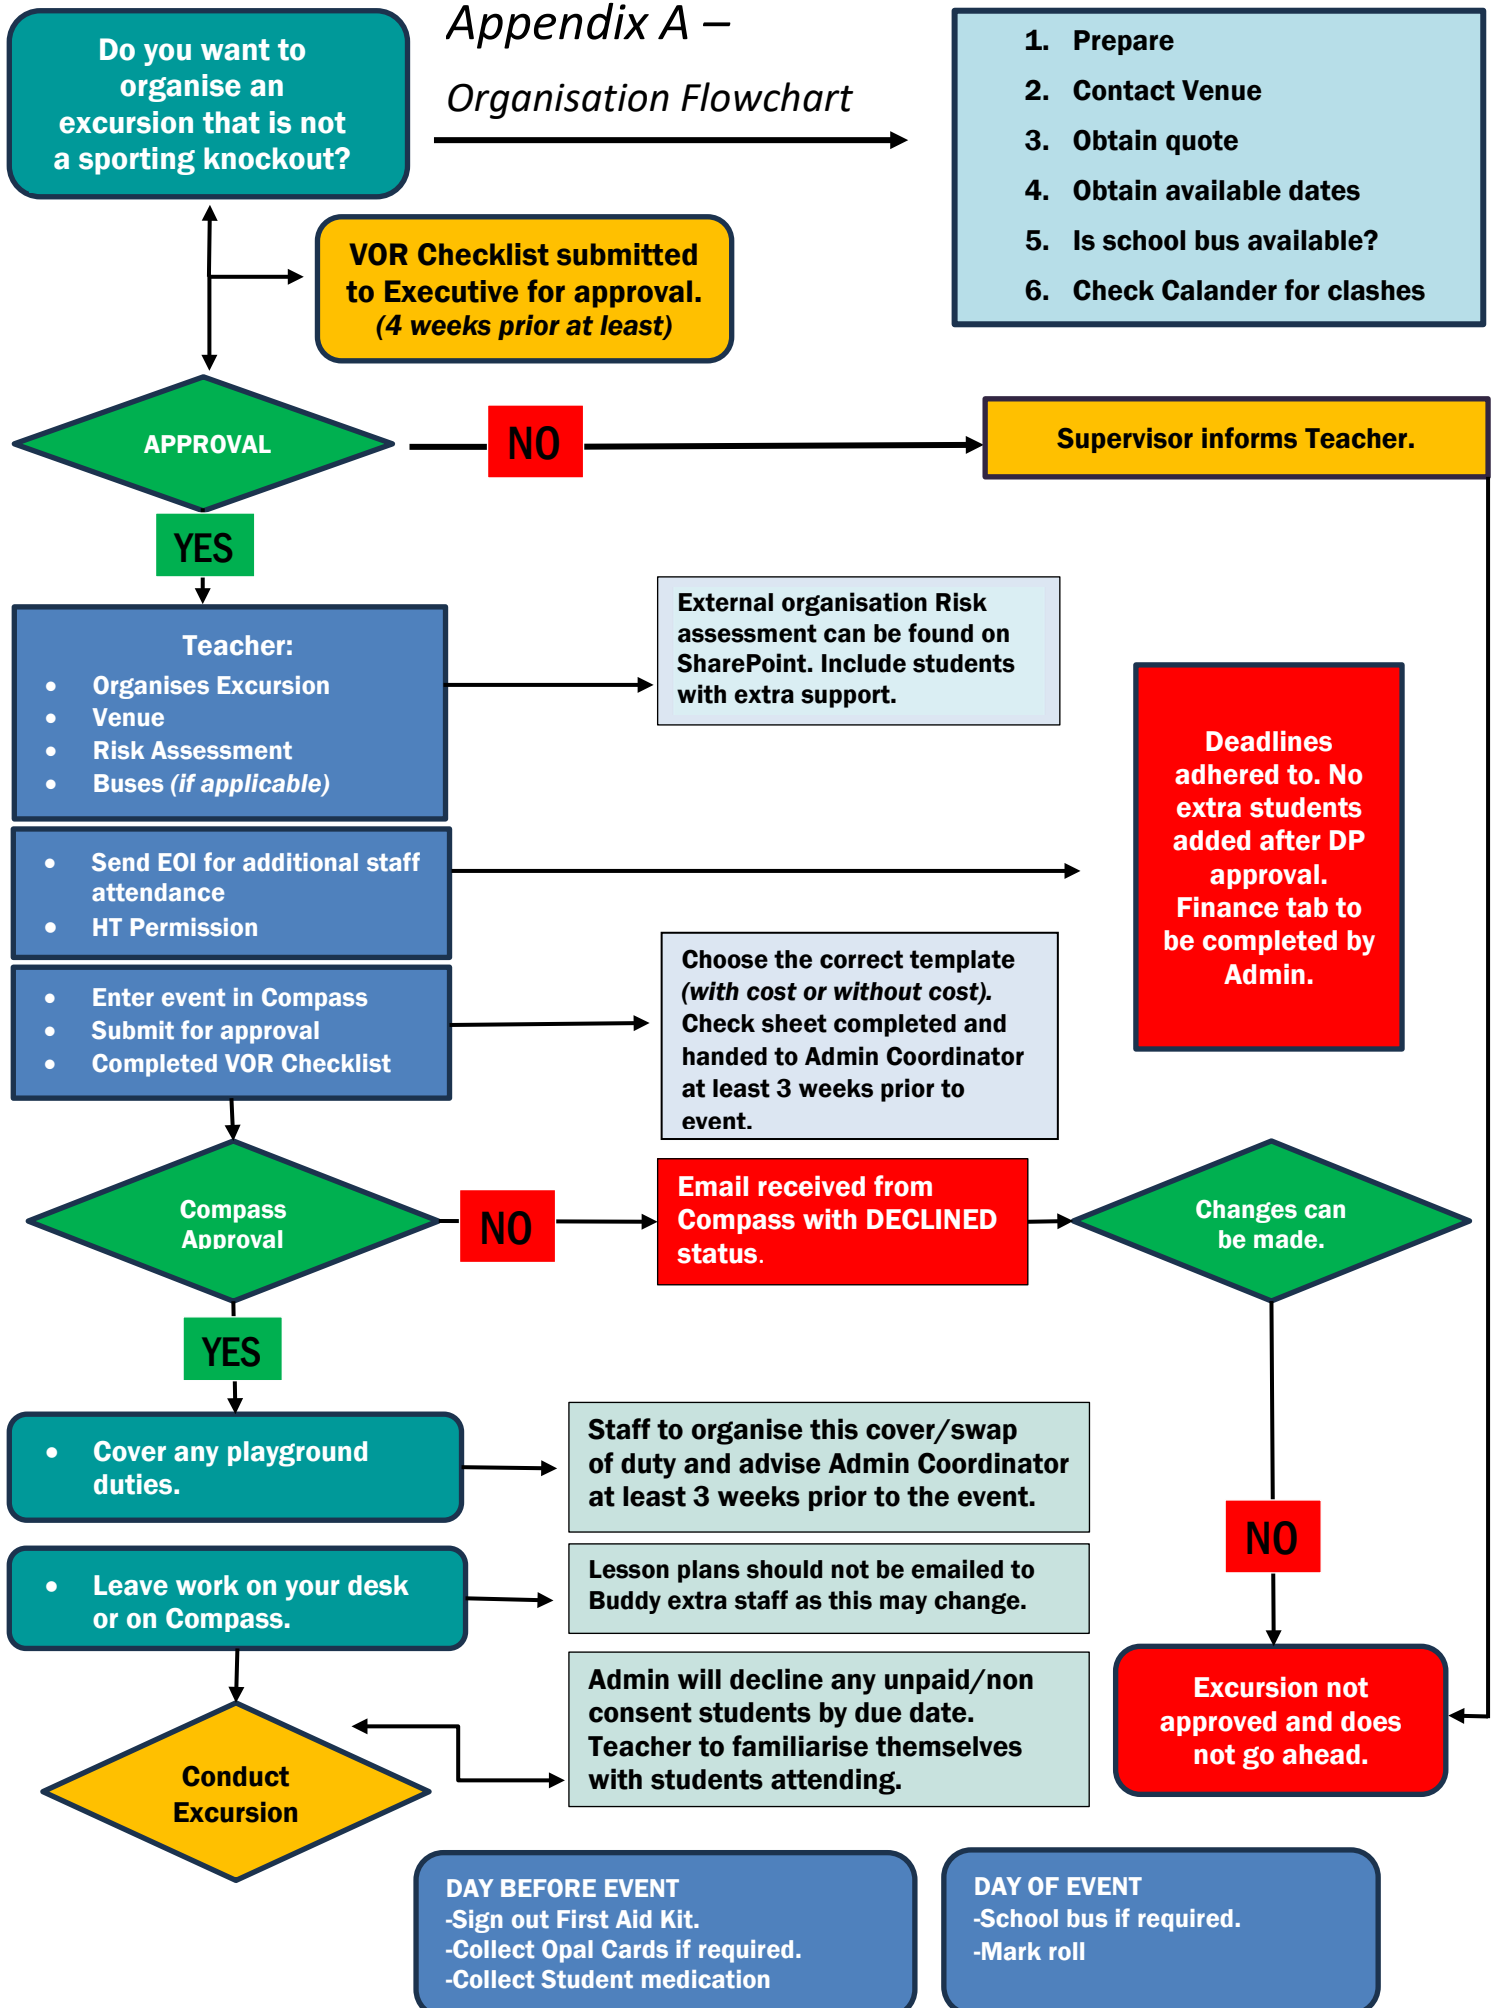 Appendix A –
Organisation Flowchart
Do you want to
organise an
excursion that is not
a sporting knockout?
1. Prepare
2. Contact Venue
3. Obtain quote
4. Obtain available dates
5. Is school bus available?
6. Check Calander for clashes
VOR Checklist submitted
to Executive for approval.
(4 weeks prior at least)
APPROVAL
NO
Supervisor informs Teacher.
YES
Teacher:
• Organises Excursion
• Venue
• Risk Assessment
• Buses (if applicable)
External organisation Risk
assessment can be found on
SharePoint. Include students
with extra support.
• Send EOI for additional staff
attendance
• HT Permission
Deadlines
adhered to. No
extra students
added after DP
approval.
Finance tab to
be completed by
Admin.
• Enter event in Compass
• Submit for approval
• Completed VOR Checklist
Choose the correct template
(with cost or without cost).
Check sheet completed and
handed to Admin Coordinator
at least 3 weeks prior to
event.
Compass
Approval
NO
Email received from
Compass with DECLINED
status.
Changes can
be made.
YES
• Cover any playground
duties.
Staff to organise this cover/swap
of duty and advise Admin Coordinator
at least 3 weeks prior to the event.
NO
• Leave work on your desk
or on Compass.
Lesson plans should not be emailed to
Buddy extra staff as this may change.
Conduct
Excursion
Admin will decline any unpaid/non
consent students by due date.
Teacher to familiarise themselves
with students attending.
Excursion not
approved and does
not go ahead.
DAY BEFORE EVENT
-Sign out First Aid Kit.
-Collect Opal Cards if required.
-Collect Student medication
DAY OF EVENT
-School bus if required.
-Mark roll